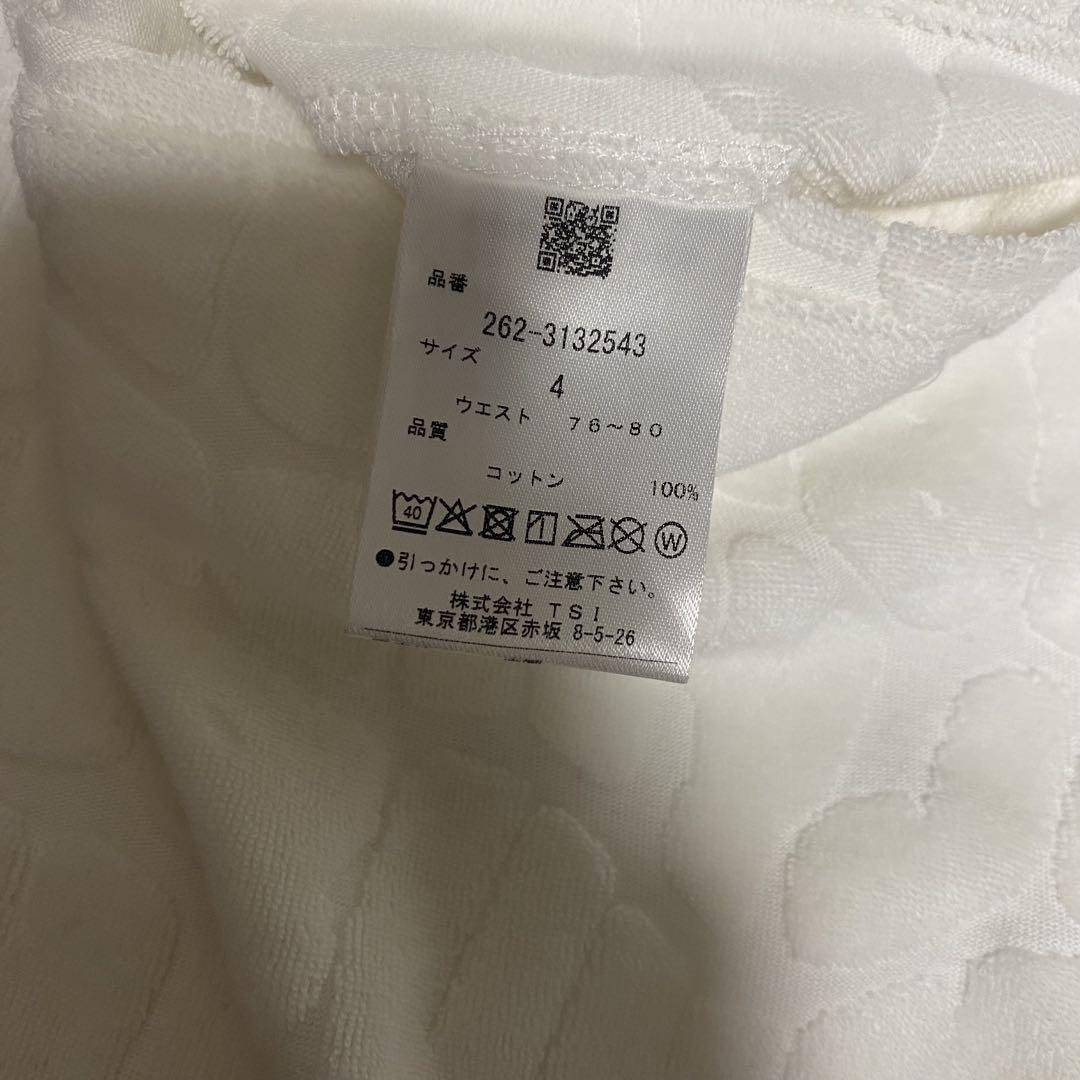 品番
262-3132543
サイズ
4
ウエスト 76~80
品質
コットン 100%
40
W
●引っかけに、ご注意下さい。
株式会社 TSI
東京都港区赤坂 8-5-26